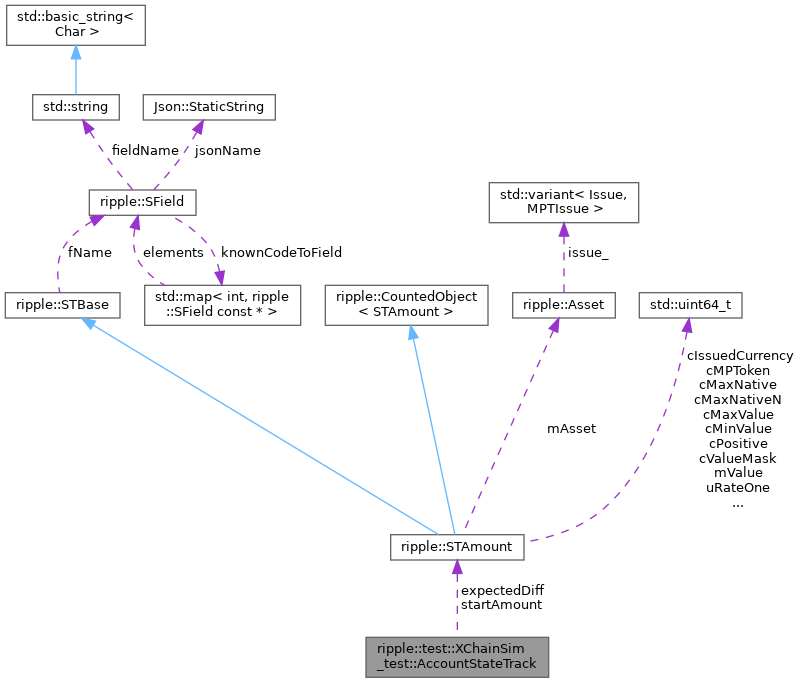 std::basic_string<
Char >
std::string
Json::StaticString
fieldName
jsonName
ripple::SField
std::variant< Issue,
MPTIssue >
fName
elements
knownCodeToField
issue_
ripple::STBase
std::map< int, ripple
::SField const * >
ripple::CountedObject
< STAmount >
ripple::Asset
std::uint64_t
cIssuedCurrency
cMPToken
cMaxNative
cMaxNativeN
cMaxValue
cMinValue
cPositive
cValueMask
mValue
uRateOne
...
mAsset
ripple::STAmount
expectedDiff
startAmount
ripple::test::XChainSim
_test::AccountStateTrack